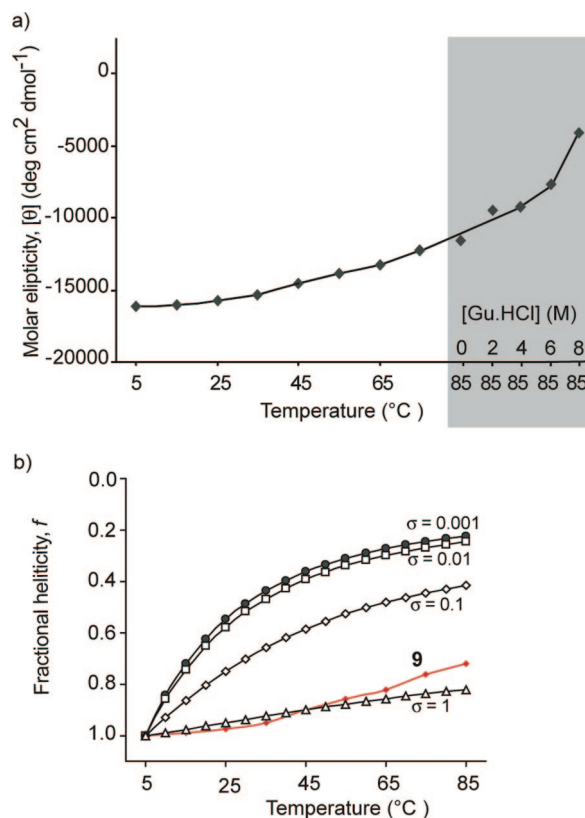 a)
Molar elipticity, [θ] (deg cm² dmol⁻¹)
0
-5000
-10000
-15000
-20000
[Gu.HCl] (M)
0 2 4 6 8
5 25 45 65 85 85 85 85 85
Temperature (°C)
b)
Fractional heliticity, f
0.0
0.2
0.4
0.6
0.8
1.0
σ = 0.001
σ = 0.01
σ = 0.1
9
σ = 1
5 25 45 65 85
Temperature (°C)